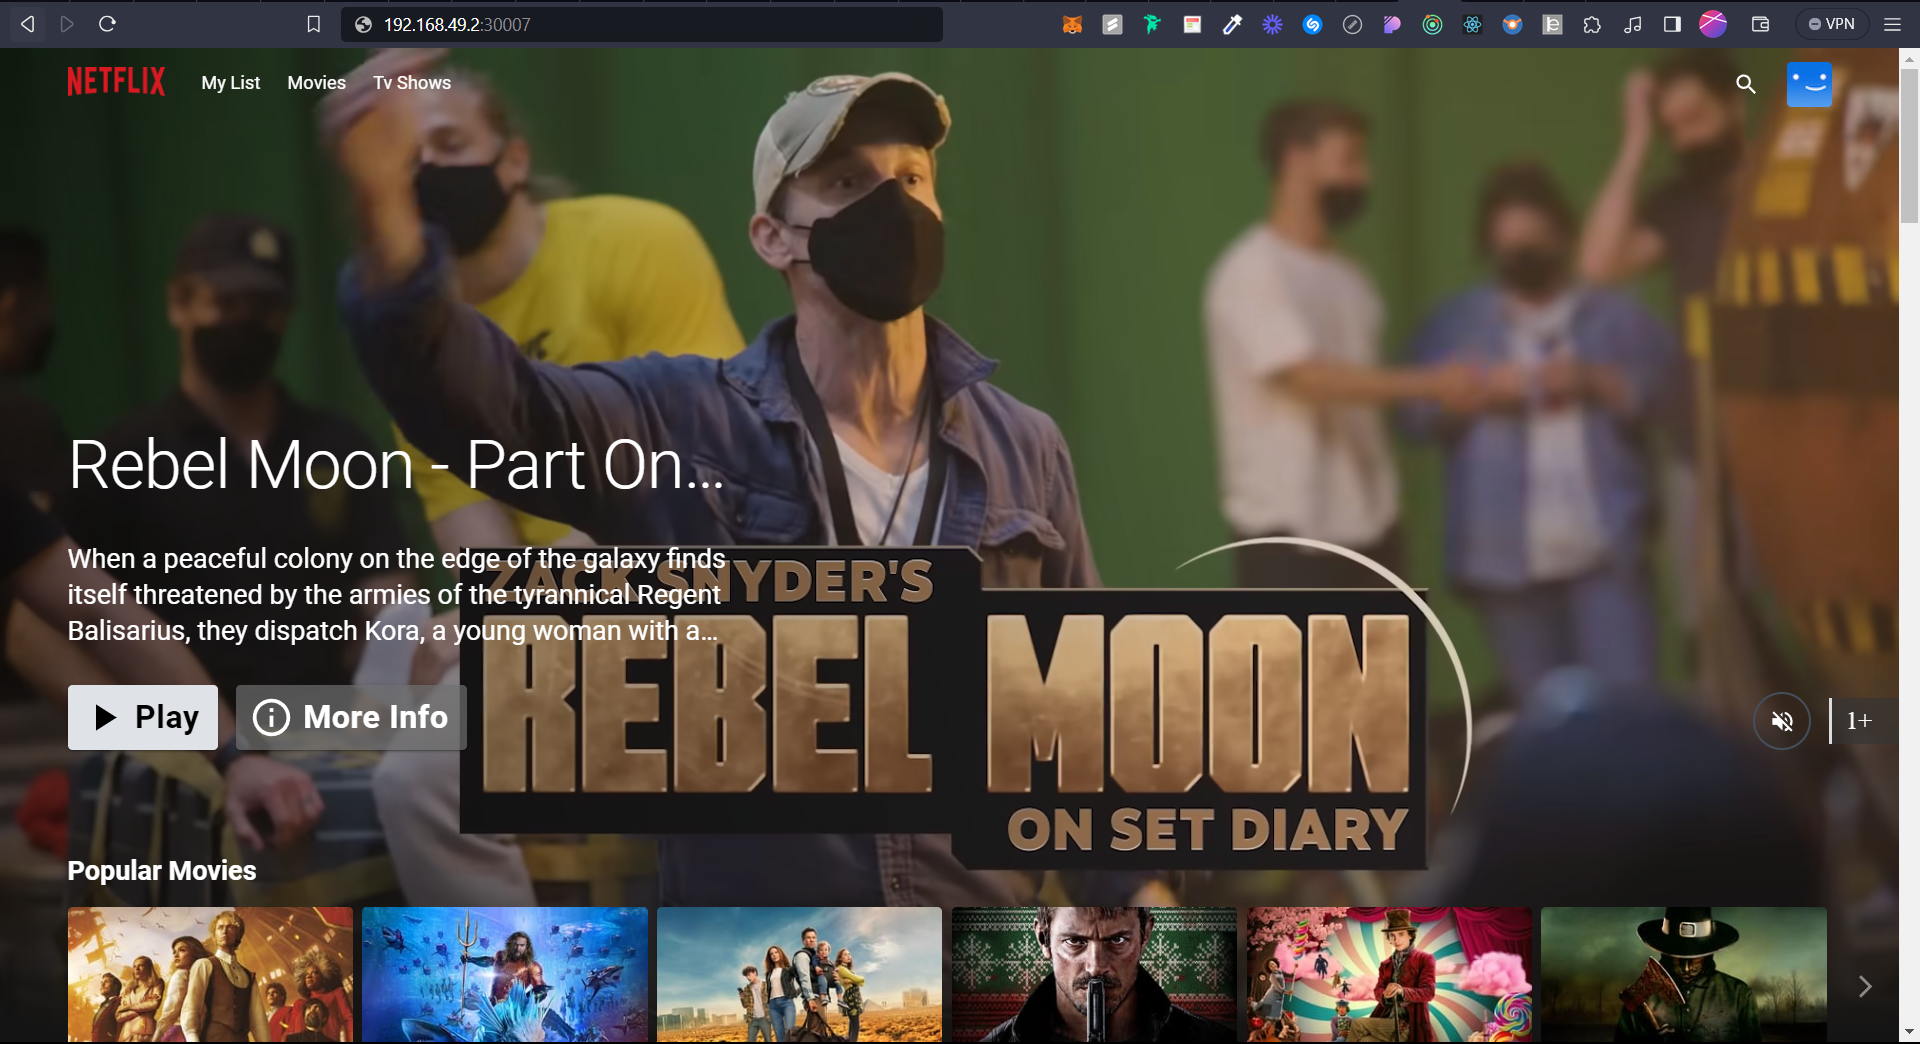 192.168.49.2:30007
VPN
NETFLIX
My List
Movies
Tv Shows
Rebel Moon - Part On...
When a peaceful colony on the edge of the galaxy finds
itself threatened by the armies of the tyrannical Regent
Balisarius, they dispatch Kora, a young woman with a...
ZACK SNYDER'S
REBEL MOON
ON SET DIARY
Play
More Info
1+
Popular Movies